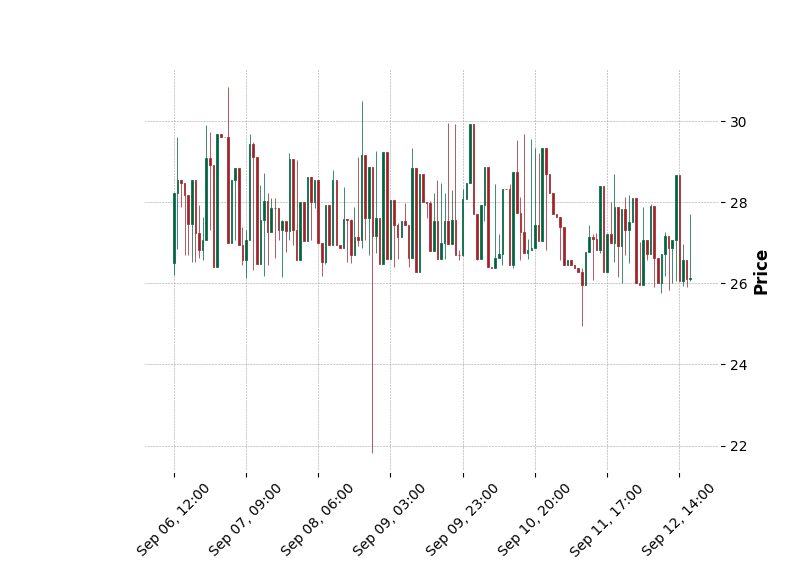 30
28
26
24
22
Price
Sep 06, 12:00
Sep 07, 09:00
Sep 08, 06:00
Sep 09, 03:00
Sep 09, 23:00
Sep 10, 20:00
Sep 11, 17:00
Sep 12, 14:00